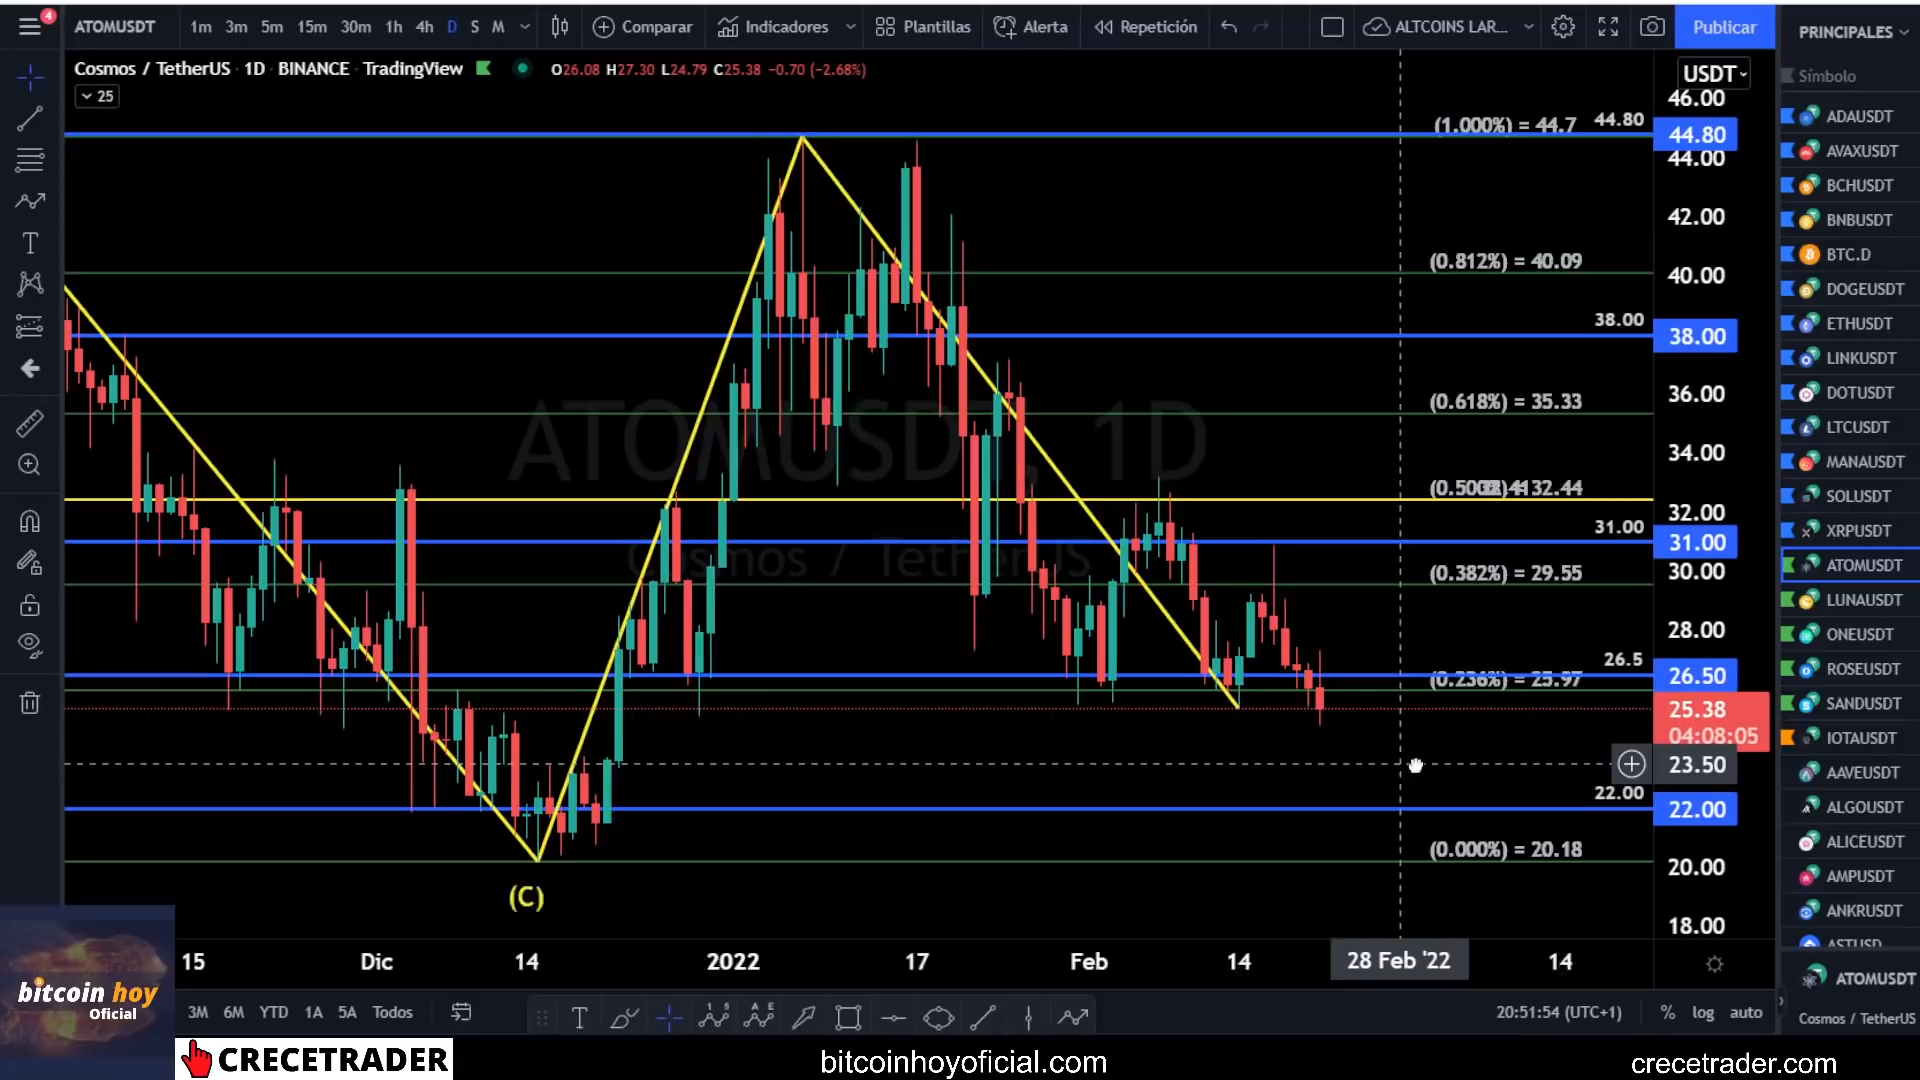 4
ATOMUSDT 1m 3m 5m 15m 30m 1h 4h D S M Comparar Indicadores Plantillas Alerta Repetición ALTCOINS LAR... Publicar
Cosmos / TetherUS · 1D · BINANCE · TradingView O26.08 H27.30 L24.79 C25.38 −0.70 (−2.68%)
25
USDT
46.00
44.80
44.00
42.00
40.00
38.00
36.00
34.00
32.00
31.00
30.00
28.00
26.50
25.38
04:08:05
23.50
22.00
20.00
18.00
(1.000%) = 44.7 44.80
(0.812%) = 40.09
38.00
(0.618%) = 35.33
32.44
31.00
(0.382%) = 29.55
26.5
(0.236%) = 25.97
22.00
(0.000%) = 20.18
ATOMUSDT, 1D
Cosmos / TetherUS
(C)
15 Dic 14 2022 17 Feb 14 28 Feb '22 14
3M 6M YTD 1A 5A Todos
1 5
A E
20:51:54 (UTC+1) % log auto
PRINCIPALES
Símbolo
ADAUSDT
AVAXUSDT
BCHUSDT
BNBUSDT
BTC.D
DOGEUSDT
ETHUSDT
LINKUSDT
DOTUSDT
LTCUSDT
MANAUSDT
SOLUSDT
XRPUSDT
ATOMUSDT
LUNAUSDT
ONEUSDT
ROSEUSDT
SANDUSDT
IOTAUSDT
AAVEUSDT
ALGOUSDT
ALICEUSDT
AMPUSDT
ANKRUSDT
ATOMUSDT
Cosmos / TetherUS
bitcoin hoy
Oficial
CRECETRADER
bitcoinhoyoficial.com
crecetrader.com